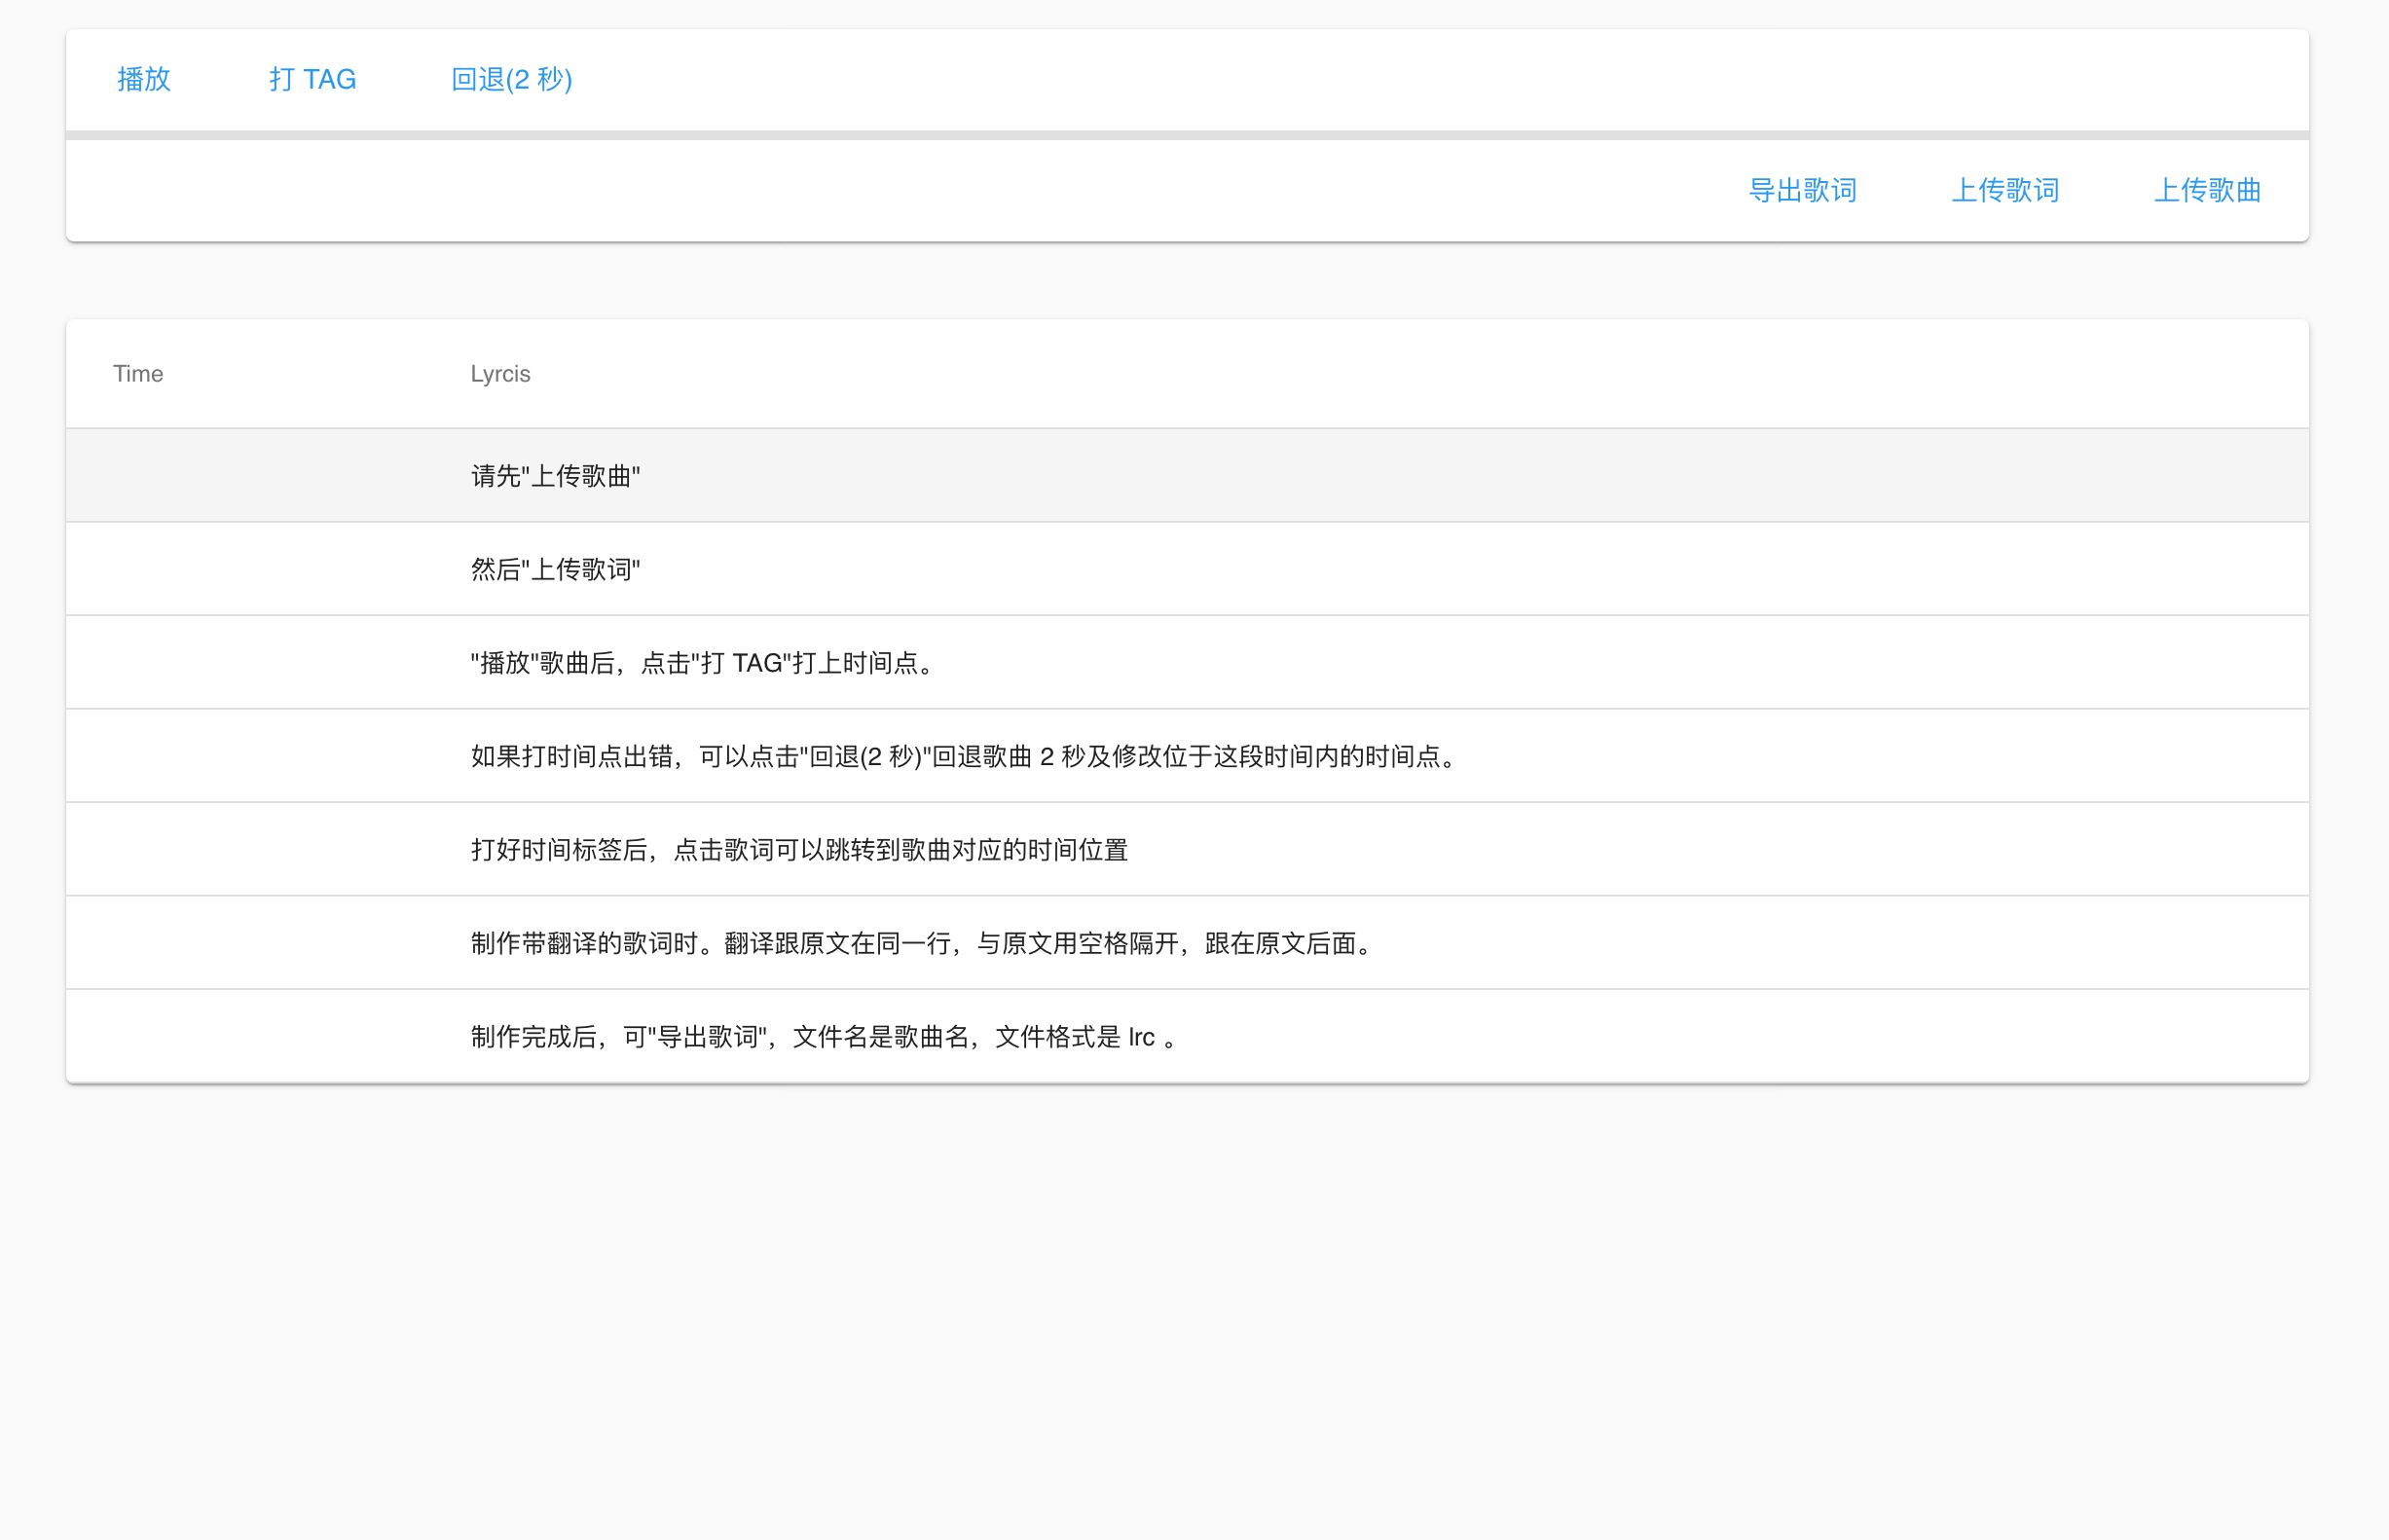 播放 打 TAG 回退(2 秒)
导出歌词 上传歌词 上传歌曲
Time Lyrcis
请先"上传歌曲"
然后"上传歌词"
"播放"歌曲后，点击"打 TAG"打上时间点。
如果打时间点出错，可以点击"回退(2 秒)"回退歌曲 2 秒及修改位于这段时间内的时间点。
打好时间标签后，点击歌词可以跳转到歌曲对应的时间位置
制作带翻译的歌词时。翻译跟原文在同一行，与原文用空格隔开，跟在原文后面。
制作完成后，可"导出歌词"，文件名是歌曲名，文件格式是 lrc 。